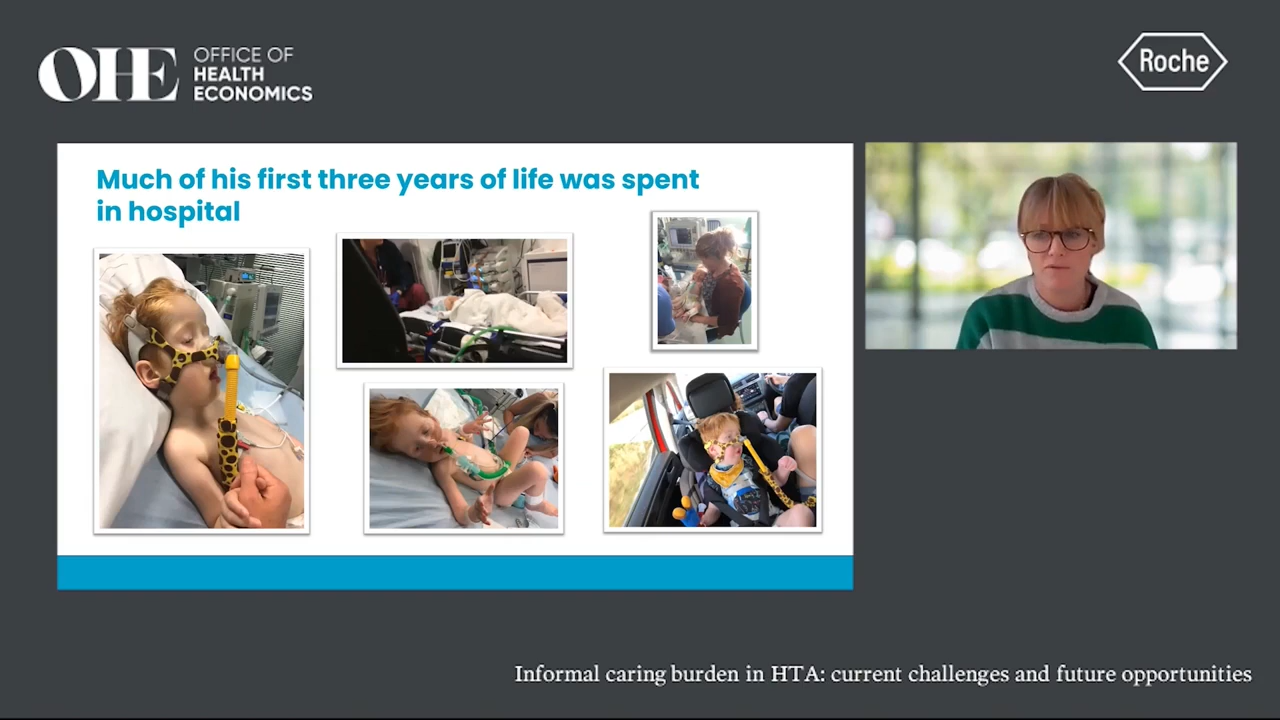 OHE
OFFICE OF
HEALTH
ECONOMICS
Roche
Much of his first three years of life was spent
in hospital
Informal caring burden in HTA: current challenges and future opportunities